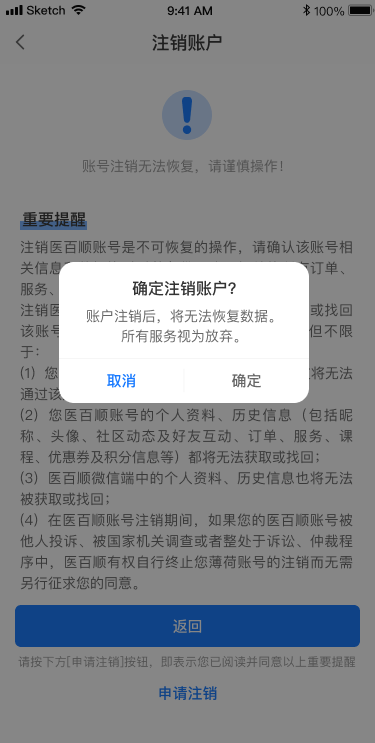 Sketch 9:41 AM 100%
注销账户
账号注销无法恢复，请谨慎操作！
重要提醒
注销医百顺账号是不可恢复的操作，请确认该账号相
关信息 订单、
服务、
确定注销账户？
账户注销后，将无法恢复数据。
所有服务视为放弃。
取消 确定
注销医 或找回
该账 但不限
于：
(1) 您 将无法
通过该
(2) 您医百顺账号的个人资料、历史信息（包括昵
称、头像、社区动态及好友互动、订单、服务、课
程、优惠券及积分信息等）都将无法获取或找回；
(3) 医百顺微信端中的个人资料、历史信息也将无法
被获取或找回；
(4) 在医百顺账号注销期间，如果您的医百顺账号被
他人投诉、被国家机关调查或者整处于诉讼、仲裁程
序中，医百顺有权自行终止您薄荷账号的注销而无需
另行征求您的同意。
返回
请按下方[申请注销]按钮，即表示您已阅读并同意以上重要提醒
申请注销